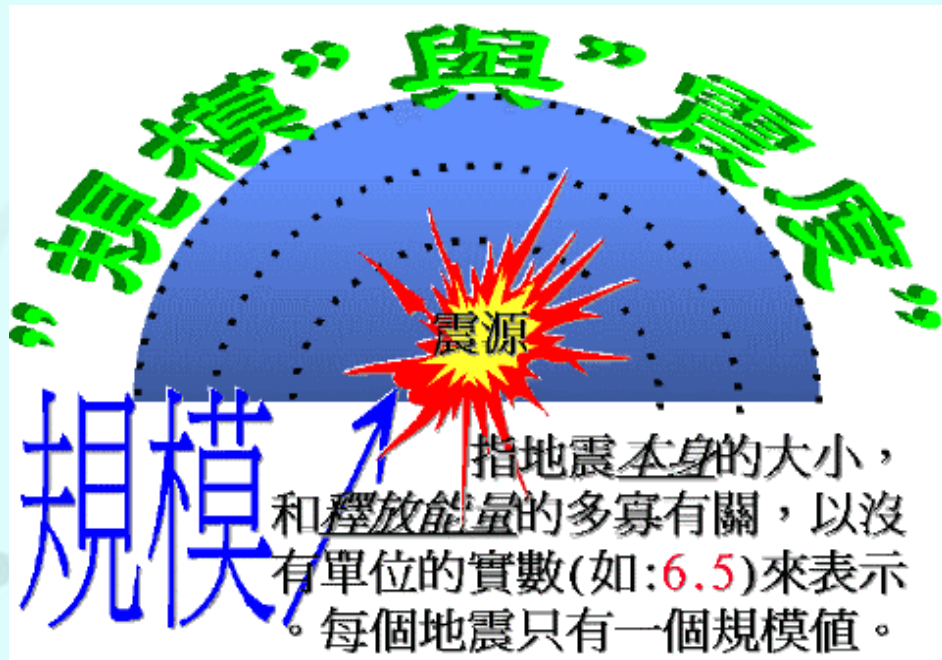 ”規模”與”震度”
震源
規模
指地震本身的大小，
和釋放能量的多寡有關，以沒
有單位的實數(如:6.5)來表示
。每個地震只有一個規模值。